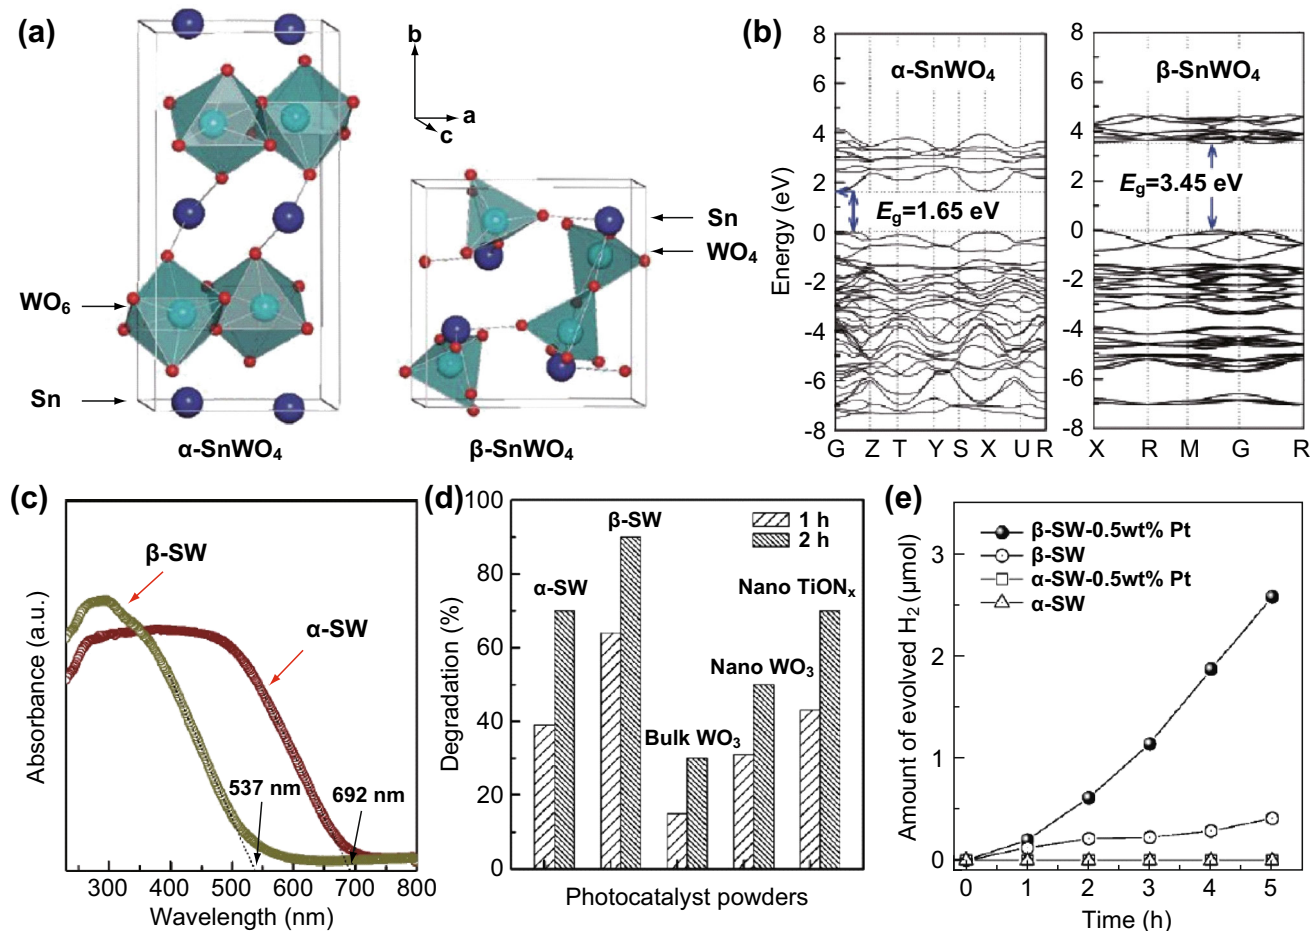 (a)
b
a
c
Sn
WO₄
WO₆
Sn
α-SnWO₄
β-SnWO₄
(b)
α-SnWO₄
β-SnWO₄
Energy (eV)
8
6
4
2
0
-2
-4
-6
-8
E_g=1.65 eV
G Z T Y S X U R
8
6
4
2
0
-2
-4
-6
-8
E_g=3.45 eV
X R M G R
(c)
β-SW
α-SW
537 nm
692 nm
Absorbance (a.u.)
300 400 500 600 700 800
Wavelength (nm)
(d)
100
80
60
40
20
0
Degradation (%)
α-SW
β-SW
Bulk WO₃
Nano WO₃
Nano TiONₓ
1 h
2 h
Photocatalyst powders
(e)
β-SW-0.5wt% Pt
β-SW
α-SW-0.5wt% Pt
α-SW
Amount of evolved H₂ (μmol)
3
2
1
0
0 1 2 3 4 5
Time (h)